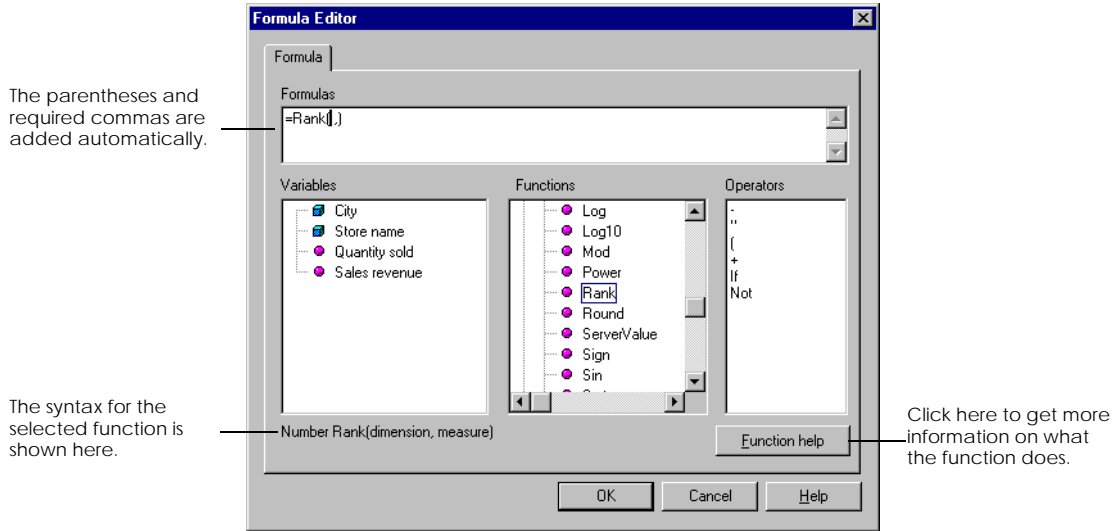 Formula Editor
Formula
The parentheses and
required commas are
added automatically.
Formulas
=Rank(,)
Variables
City
Store name
Quantity sold
Sales revenue
Functions
Log
Log10
Mod
Power
Rank
Round
ServerValue
Sign
Sin
Operators
-
"
(
+
If
Not
The syntax for the
selected function is
shown here.
Number Rank(dimension, measure)
Function help
Click here to get more
information on what
the function does.
OK
Cancel
Help